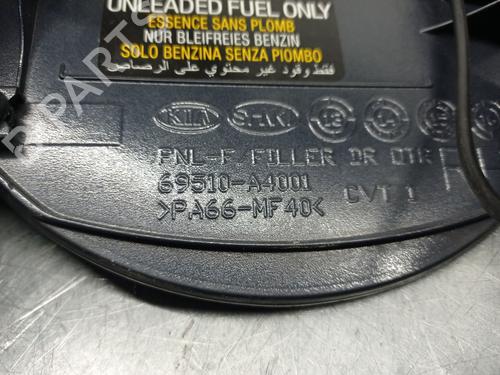 UNLEADED FUEL ONLY
ESSENCE SANS PLOMB
NUR BLEIFREIES BENZIN
SOLO BENZINA SENZA PIOMBO
فقط وقود غير محتوي على الرصاص
KIA
PNL-F/FILLER DR OTR
69510-A4001
CVT 1
>PA66-MF40<